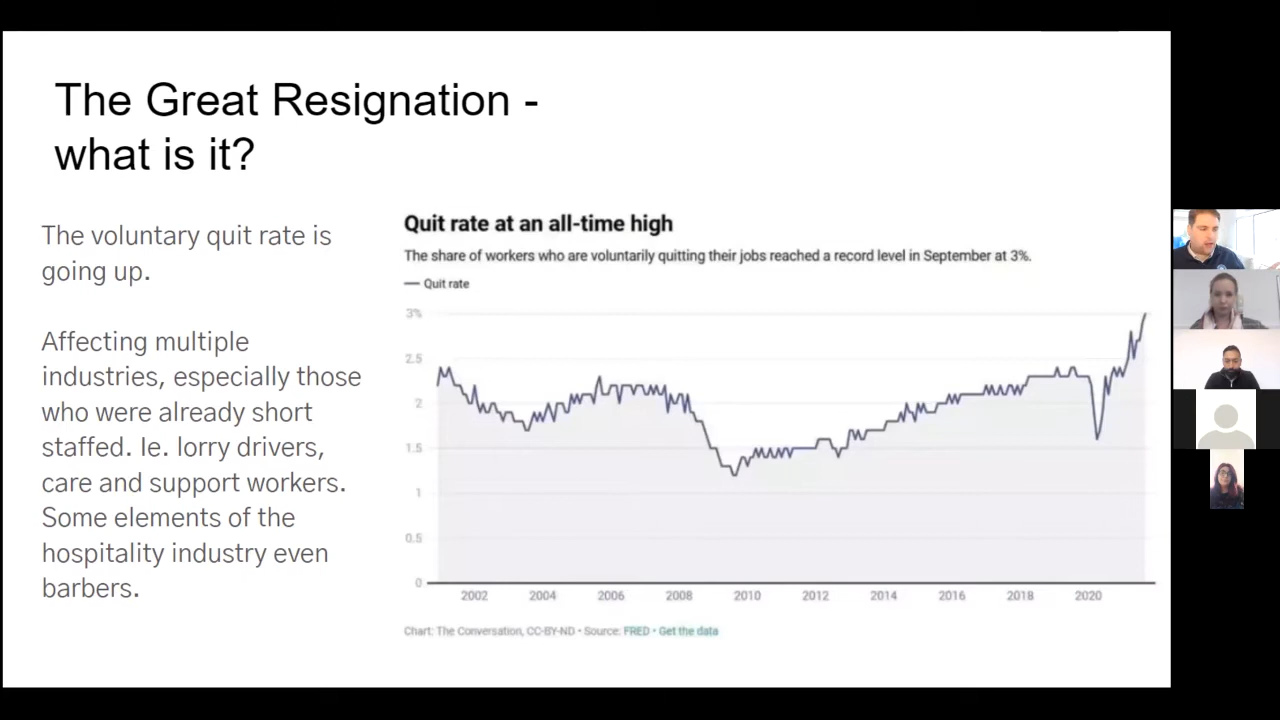 The Great Resignation -
what is it?
The voluntary quit rate is
going up.
Affecting multiple
industries, especially those
who were already short
staffed. Ie. lorry drivers,
care and support workers.
Some elements of the
hospitality industry even
barbers.
Quit rate at an all-time high
The share of workers who are voluntarily quitting their jobs reached a record level in September at 3%.
Quit rate
3%
2.5
2
1.5
1
0.5
0
2002 2004 2006 2008 2010 2012 2014 2016 2018 2020
Chart: The Conversation, CC-BY-ND • Source: FRED • Get the data